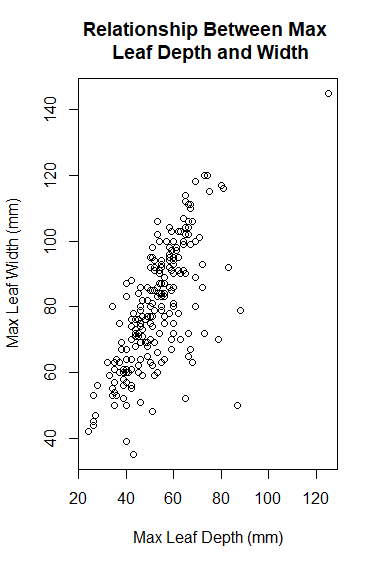 Relationship Between Max
Leaf Depth and Width
Max Leaf Width (mm)
140
120
100
80
60
40
20 40 60 80 100 120
Max Leaf Depth (mm)